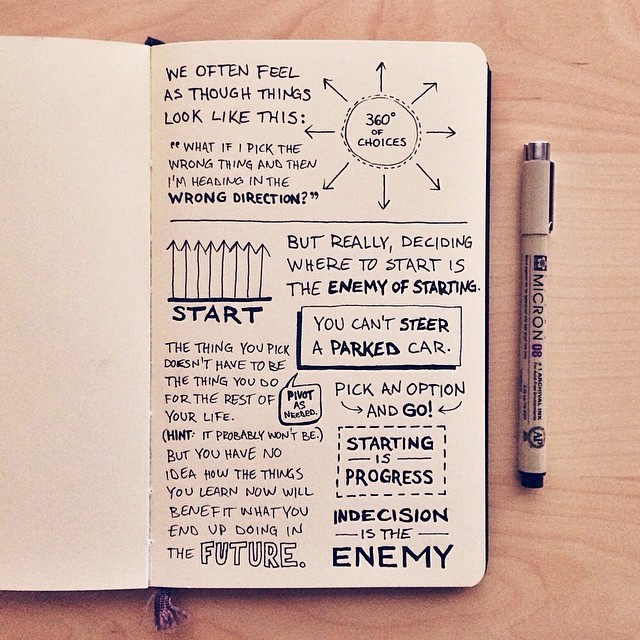 WE OFTEN FEEL
AS THOUGH THINGS
LOOK LIKE THIS:
360°
OF
CHOICES
"WHAT IF I PICK THE
WRONG THING AND THEN
I'M HEADING IN THE
WRONG DIRECTION?"
START
BUT REALLY, DECIDING
WHERE TO START IS
THE ENEMY OF STARTING.
YOU CAN'T STEER
A PARKED CAR.
THE THING YOU PICK
DOESN'T HAVE TO BE
THE THING YOU DO
FOR THE REST OF
YOUR LIFE.
(HINT: IT PROBABLY WON'T BE.)
BUT YOU HAVE NO
IDEA HOW THE THINGS
YOU LEARN NOW WILL
BENEFIT WHAT YOU
END UP DOING IN
THE FUTURE.
PIVOT
AS
NEEDED.
PICK AN OPTION
AND GO!
STARTING
IS
PROGRESS
INDECISION
IS THE
ENEMY
MICRON 08
#1 ARCHIVAL INK
AP